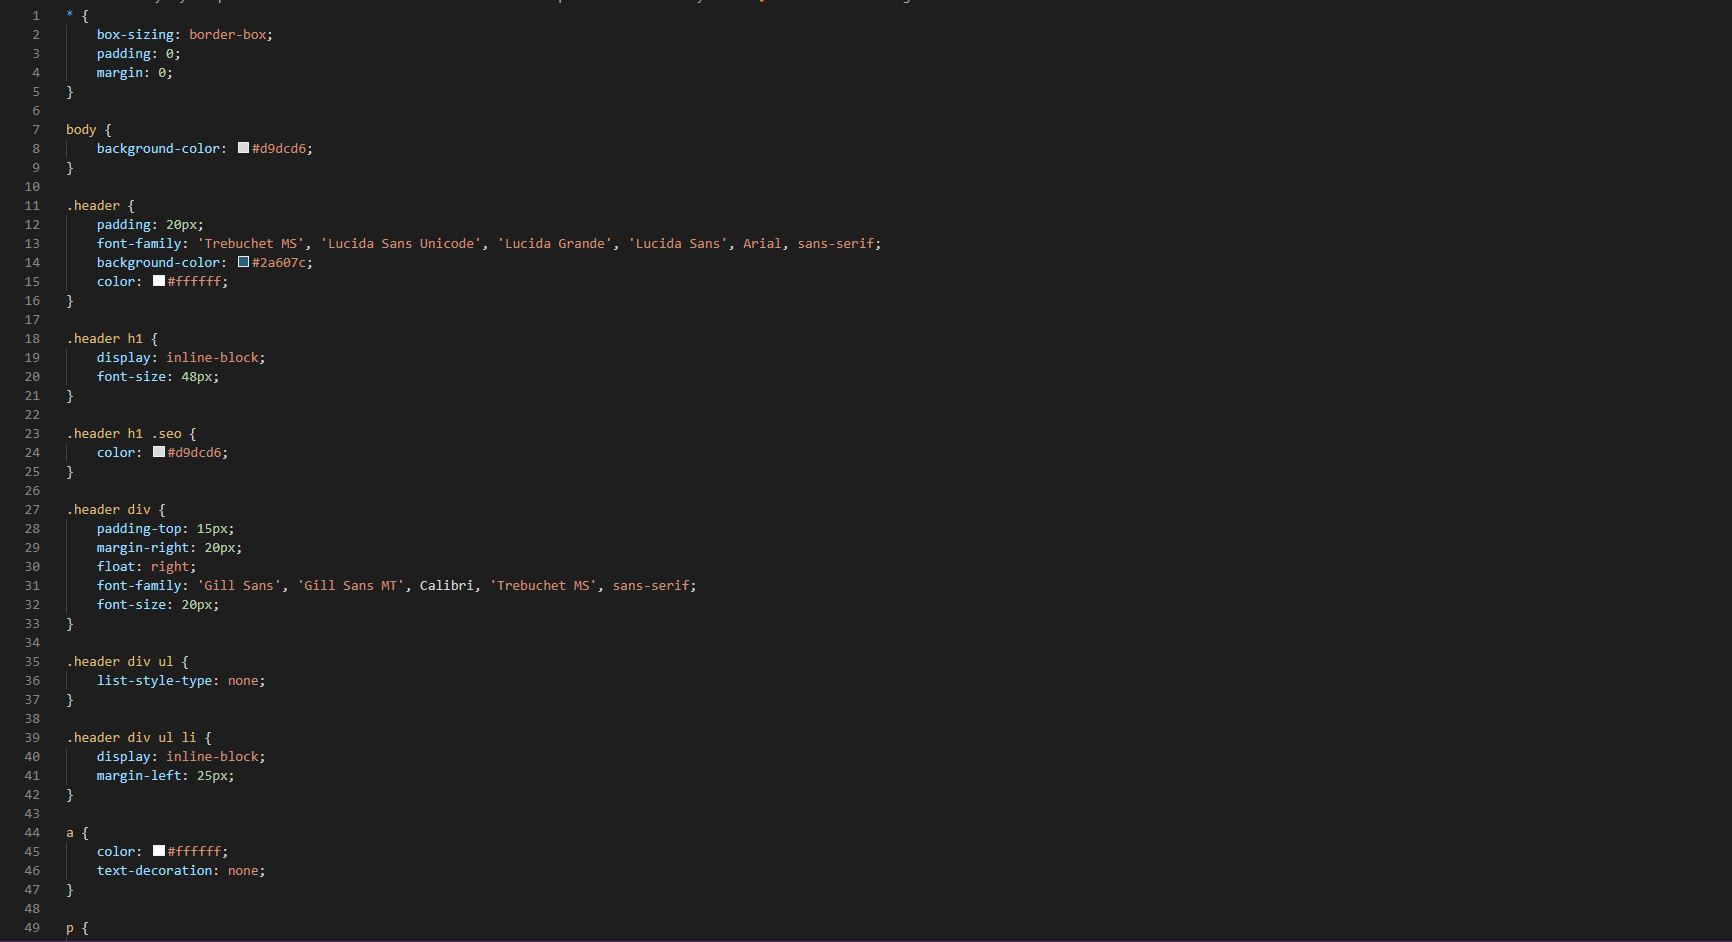 1 * {
2     box-sizing: border-box;
3     padding: 0;
4     margin: 0;
5 }
6
7 body {
8     background-color: #d9dcd6;
9 }
10
11 .header {
12     padding: 20px;
13     font-family: 'Trebuchet MS', 'Lucida Sans Unicode', 'Lucida Grande', 'Lucida Sans', Arial, sans-serif;
14     background-color: #2a607c;
15     color: #ffffff;
16 }
17
18 .header h1 {
19     display: inline-block;
20     font-size: 48px;
21 }
22
23 .header h1 .seo {
24     color: #d9dcd6;
25 }
26
27 .header div {
28     padding-top: 15px;
29     margin-right: 20px;
30     float: right;
31     font-family: 'Gill Sans', 'Gill Sans MT', Calibri, 'Trebuchet MS', sans-serif;
32     font-size: 20px;
33 }
34
35 .header div ul {
36     list-style-type: none;
37 }
38
39 .header div ul li {
40     display: inline-block;
41     margin-left: 25px;
42 }
43
44 a {
45     color: #ffffff;
46     text-decoration: none;
47 }
48
49 p {